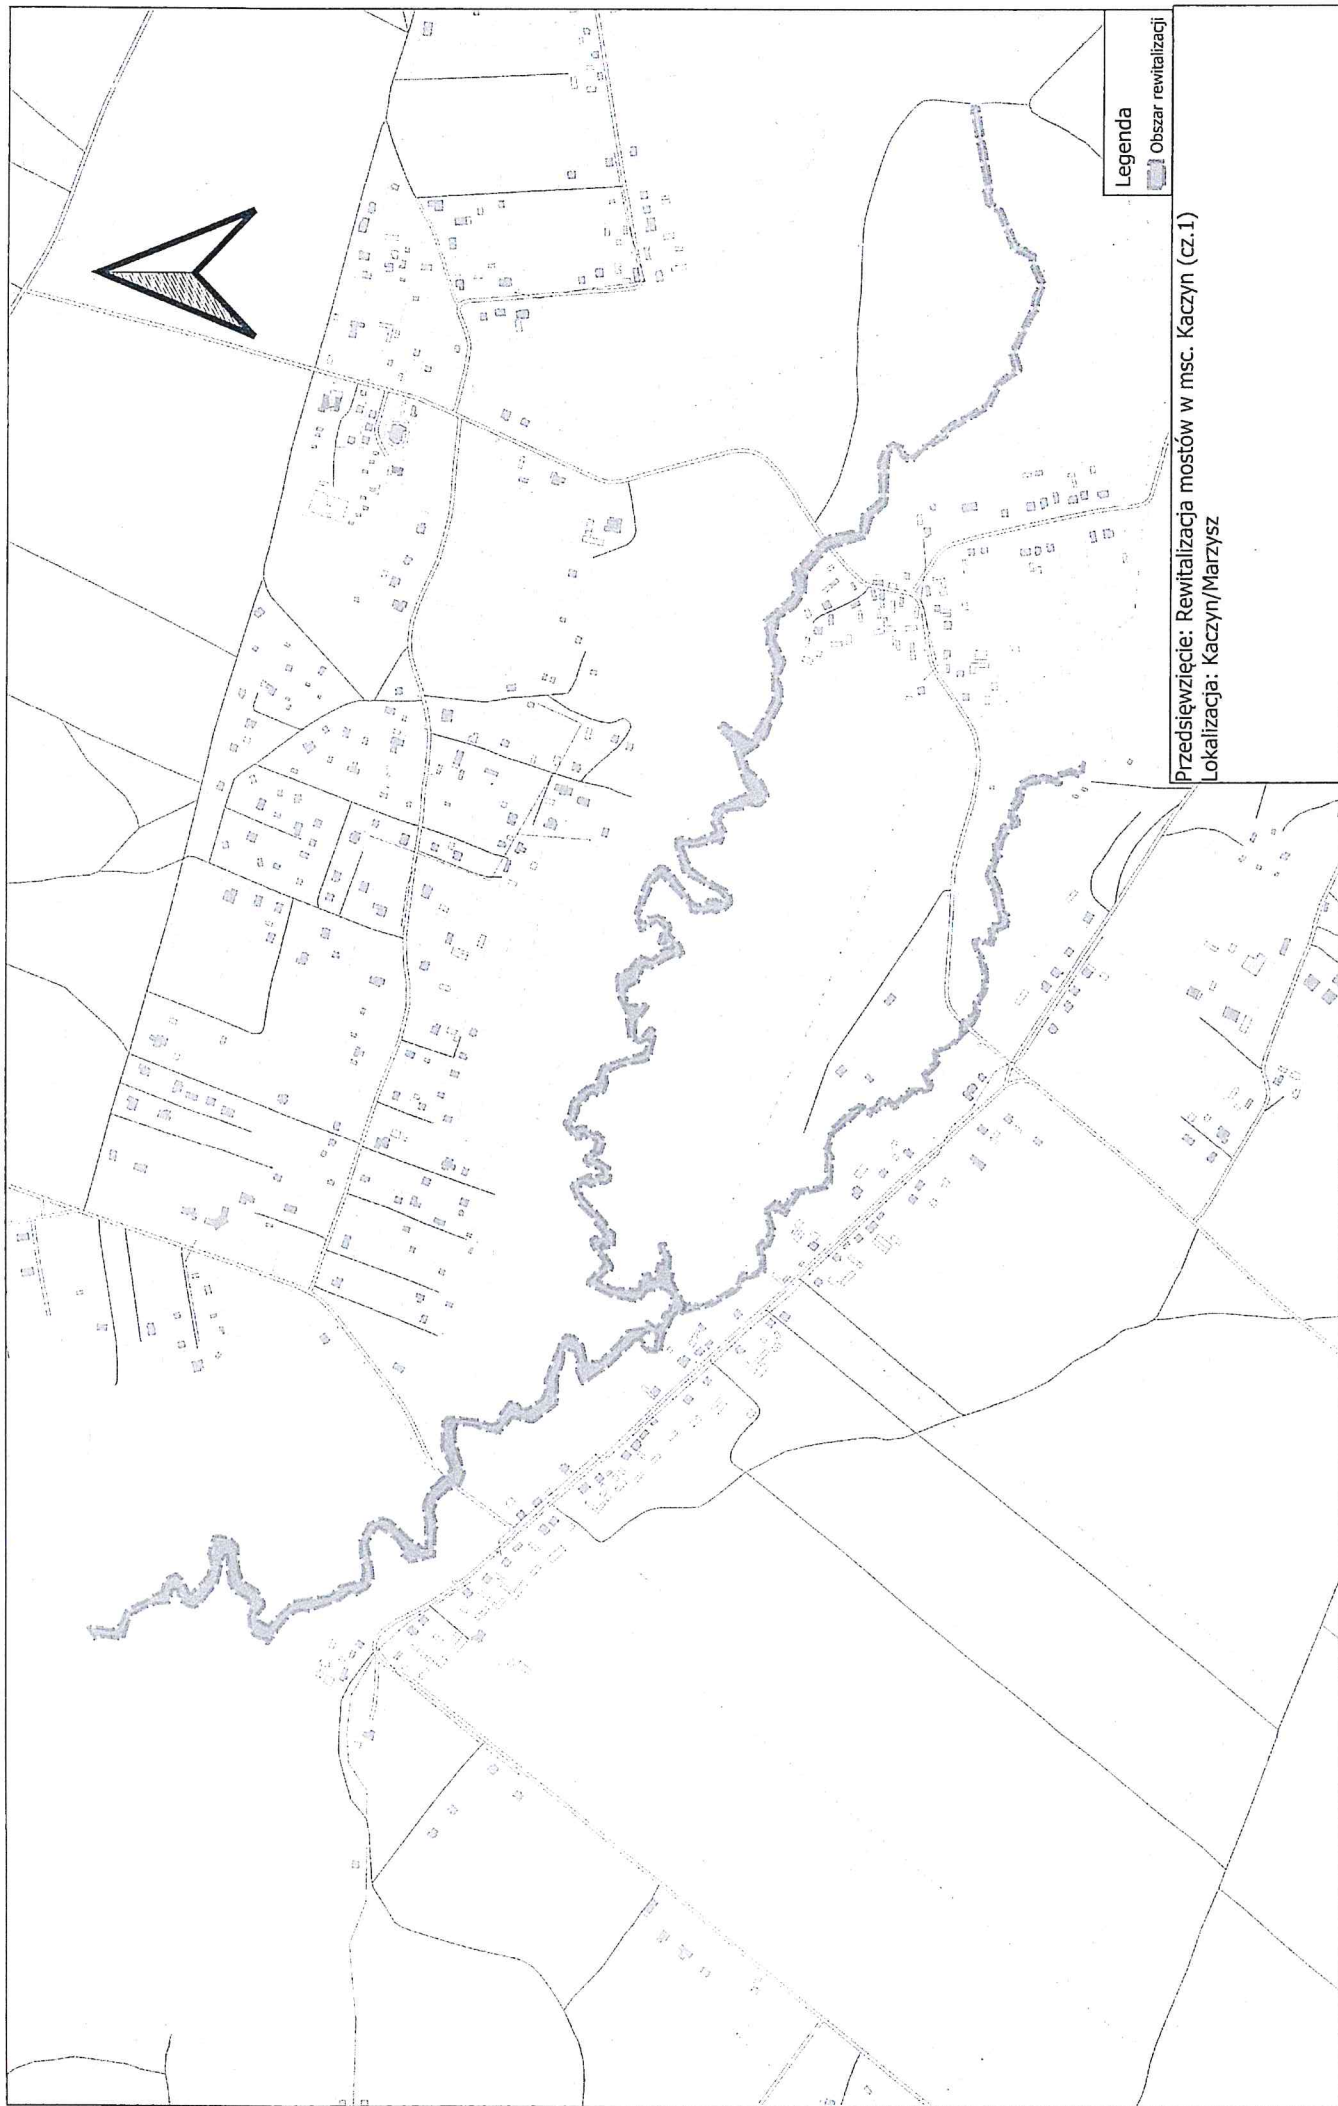 Legenda
Obszar rewitalizacji
Przedsięwzięcie: Rewitalizacja mostów w msc. Kaczyn (cz.1)
Lokalizacja: Kaczyn/Marzysz